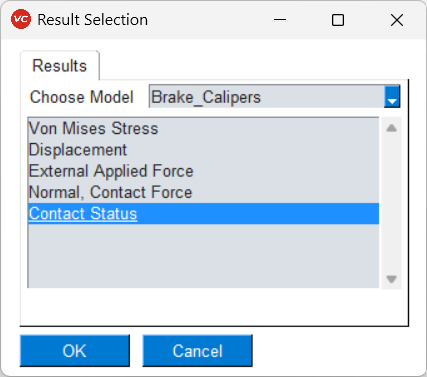 VC Result Selection
Results
Choose Model Brake_Calipers
Von Mises Stress
Displacement
External Applied Force
Normal, Contact Force
Contact Status
OK Cancel